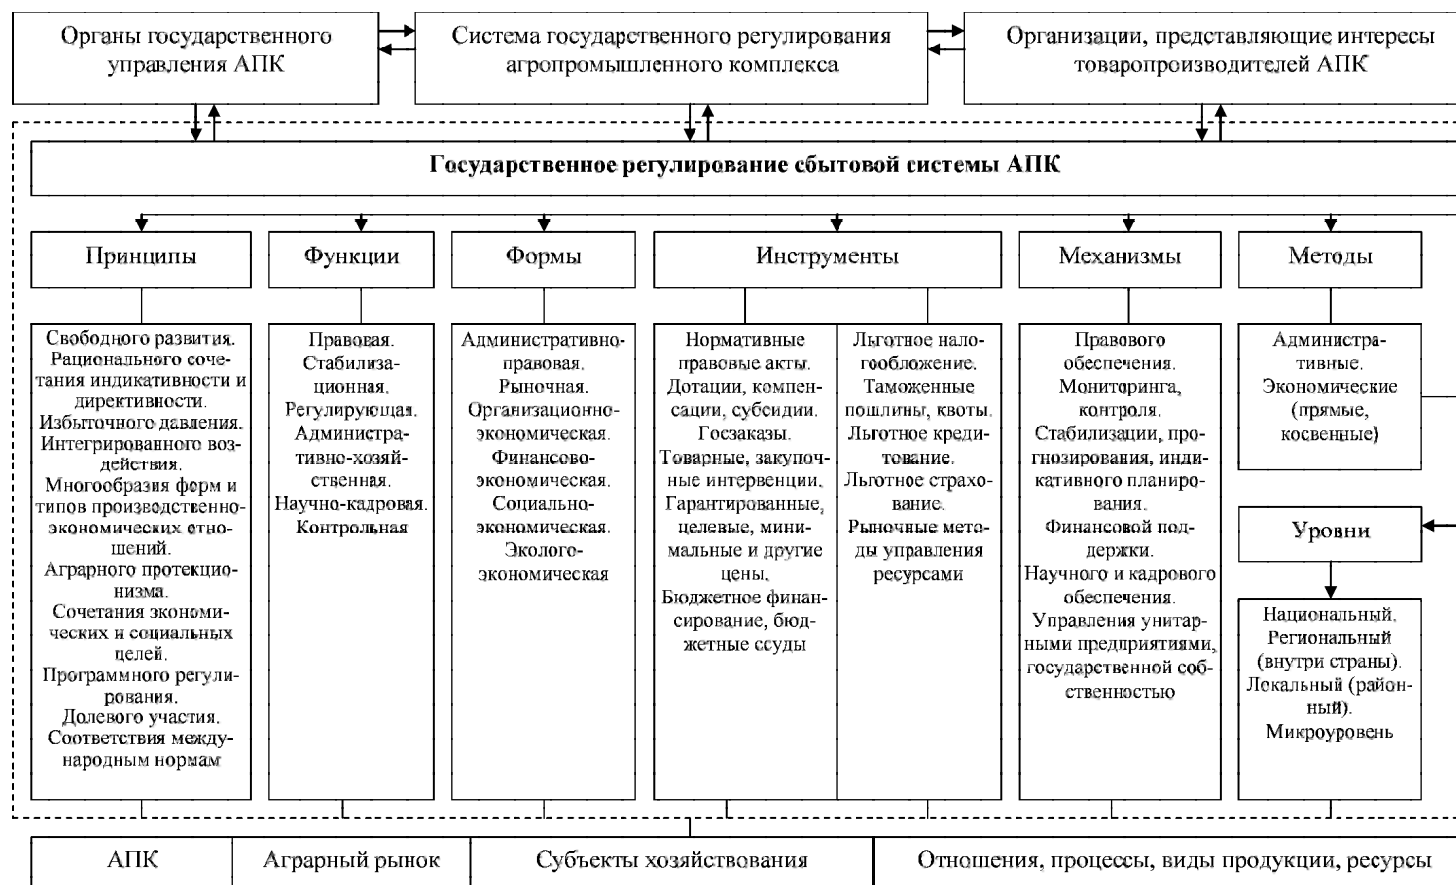 Органы государственного
управления АПК
Система государственного регулирования
агропромышленного комплекса
Организации, представляющие интересы
товаропроизводителей АПК
Государственное регулирование сбытовой системы АПК
Принципы
Функции
Формы
Инструменты
Механизмы
Методы
Свободного развития.
Рационального соче-
тания индикативности и
директивности.
Избыточного давления.
Интегрированного воз-
действия.
Многообразия форм и
типов производственно-
экономических отно-
шений.
Аграрного протекцио-
низма.
Сочетания экономи-
ческих и социальных
целей.
Программного регули-
рования.
Долевого участия.
Соответствия между-
народным нормам
Правовая.
Стабилиза-
ционная.
Регулирующая.
Администра-
тивно-хозяй-
ственная.
Научно-кадровая.
Контрольная
Административно-
правовая.
Рыночная.
Организационно-
экономическая.
Финансово-
экономическая.
Социально-
экономическая.
Эколого-
экономическая
Нормативные
правовые акты.
Дотации, компен-
сации, субсидии.
Госзаказы.
Товарные, закупоч-
ные интервенции.
Гарантированные,
целевые, мини-
мальные и другие
цены.
Бюджетное финан-
сирование, бюд-
жетные ссуды
Льготное нало-
гообложение.
Таможенные
пошлины, квоты.
Льготное креди-
тование.
Льготное страхо-
вание.
Рыночные мето-
ды управления
ресурсами
Правового
обеспечения.
Мониторинга,
контроля.
Стабилизации, про-
гнозирования, инди-
кативного планиро-
вания.
Финансовой под-
держки.
Научного и кадрового
обеспечения.
Управления унитар-
ными предприятиями,
государственной соб-
ственностью
Администра-
тивные.
Экономические
(прямые,
косвенные)
Уровни
Национальный.
Региональный
(внутри страны).
Локальный (район-
ный).
Микроуровень
АПК
Аграрный рынок
Субъекты хозяйствования
Отношения, процессы, виды продукции, ресурсы